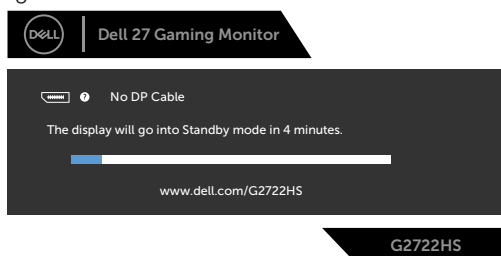 DELL
Dell 27 Gaming Monitor
? No DP Cable
The display will go into Standby mode in 4 minutes.
www.dell.com/G2722HS
G2722HS